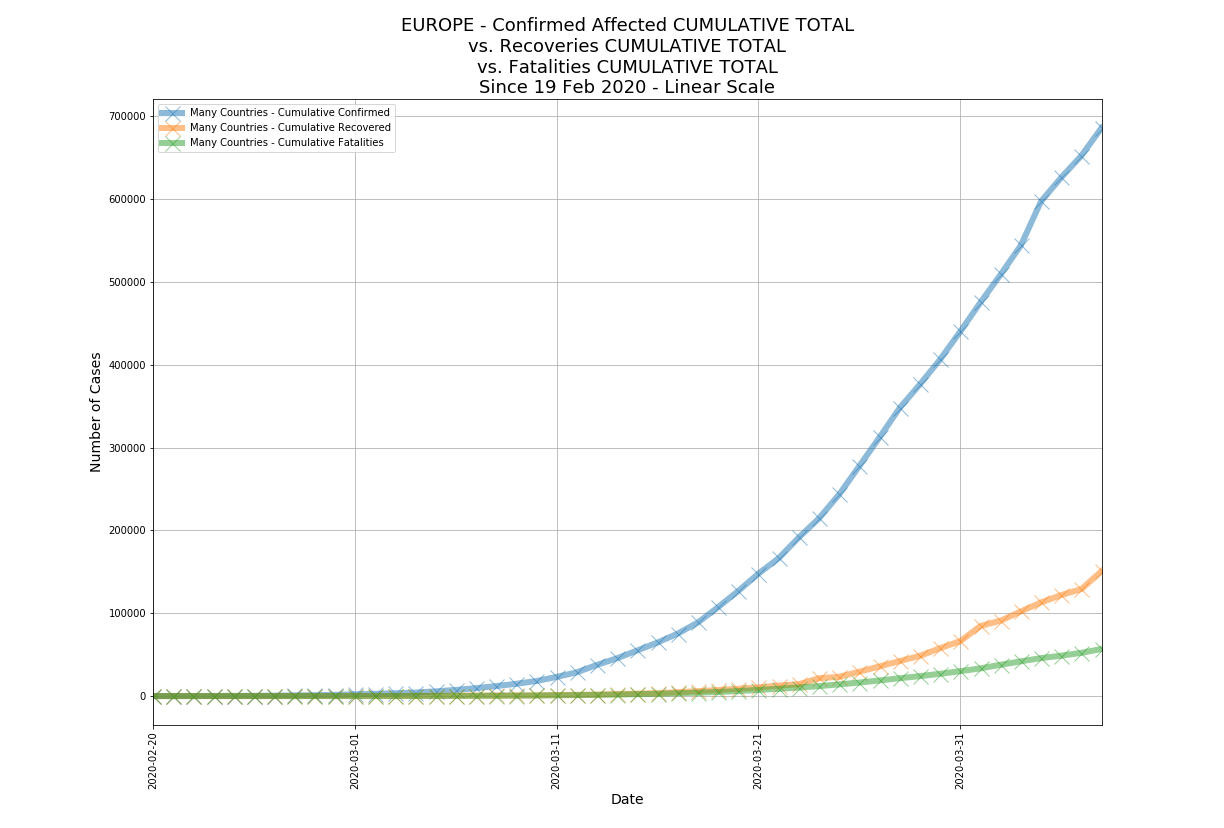 EUROPE - Confirmed Affected CUMULATIVE TOTAL
vs. Recoveries CUMULATIVE TOTAL
vs. Fatalities CUMULATIVE TOTAL
Since 19 Feb 2020 - Linear Scale
Many Countries - Cumulative Confirmed
Many Countries - Cumulative Recovered
Many Countries - Cumulative Fatalities
Number of Cases
700000
600000
500000
400000
300000
200000
100000
0
2020-02-20
2020-03-01
2020-03-11
2020-03-21
2020-03-31
Date